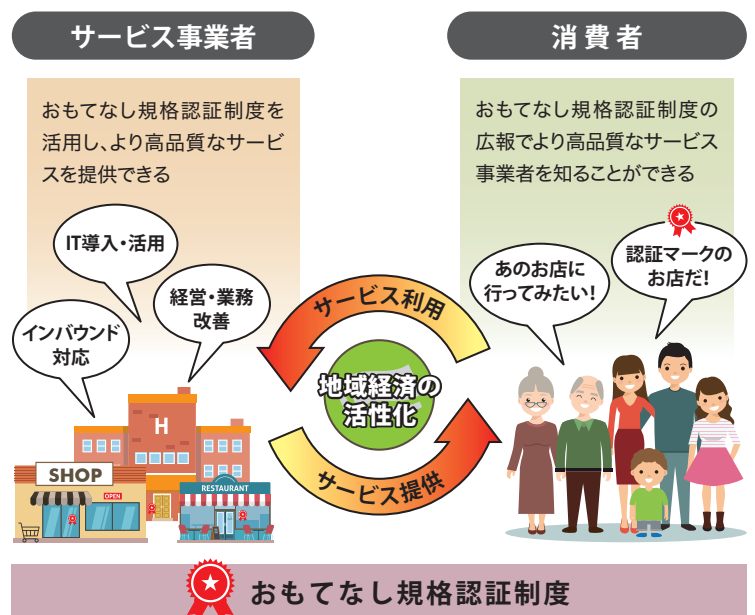 サービス事業者
消費者
おもてなし規格認証制度を
活用し、より高品質なサービ
スを提供できる
おもてなし規格認証制度の
広報でより高品質なサービス
事業者を知ることができる
IT導入・活用
経営・業務
改善
インバウンド
対応
あのお店に
行ってみたい!
認証マークの
お店だ!
サービス利用
地域経済の
活性化
サービス提供
H
SHOP
OPEN
RESTAURANT
おもてなし規格認証制度